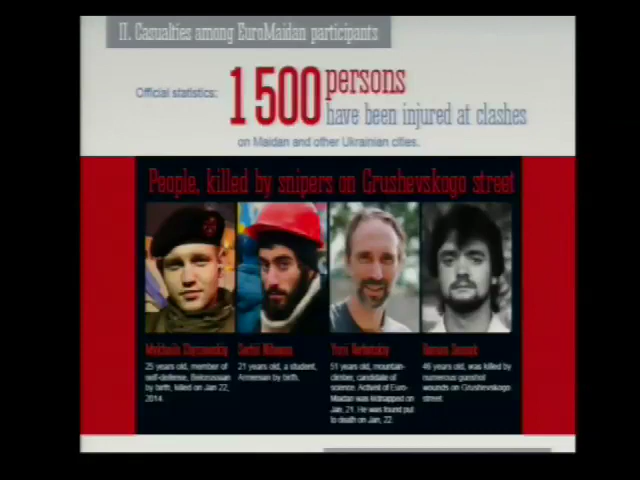 II. Casualties among EuroMaidan participants
Official statistics:
1 500 persons
have been injured at clashes
on Maidan and other Ukrainian cities.
People, killed by snipers on Grushevskogo street
25 years old, member of
self-defense, Belorussian
by birth, killed on Jan 22,
2014.
21 years old, a student,
Armenian by birth.
51 years old, mountain-
climber, candidate of
science. Activist of Euro-
Maidan was kidnapped on
Jan, 21. He was found put
to death on Jan, 22.
46 years old, was killed by
numerous gunshot
wounds on Grushevskogo
street